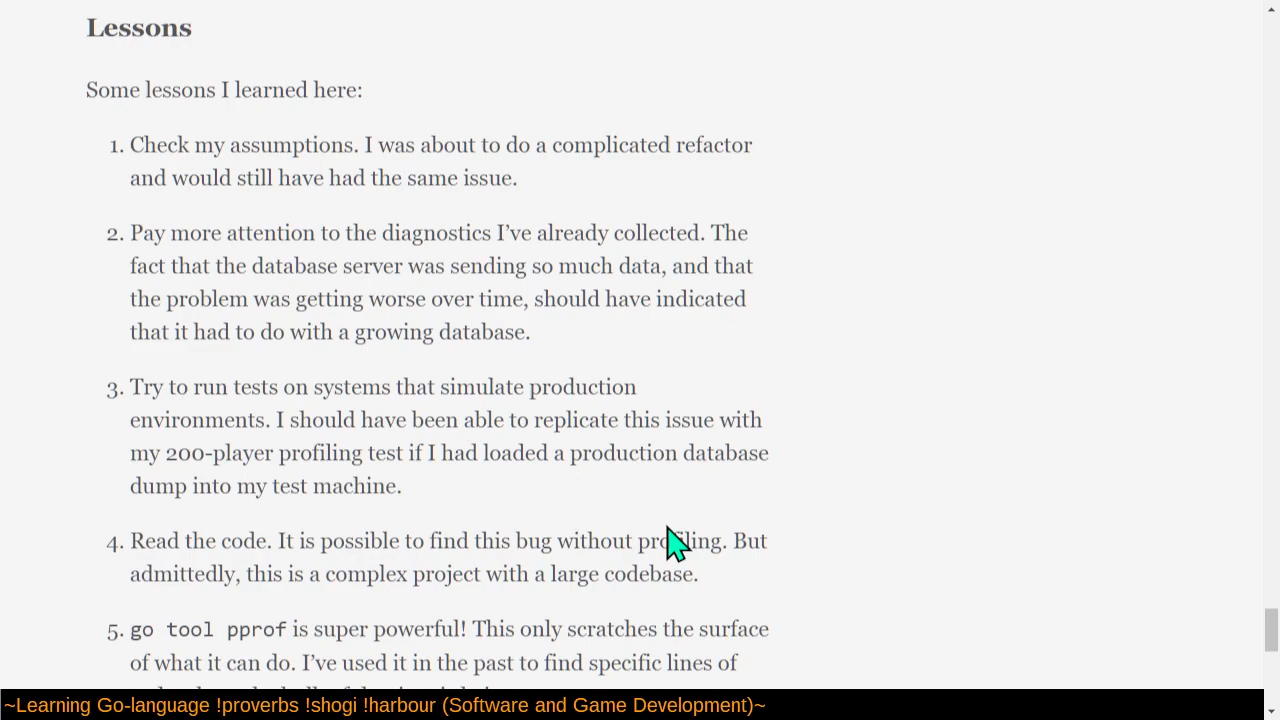 Lessons
Some lessons I learned here:
1. Check my assumptions. I was about to do a complicated refactor
and would still have had the same issue.
2. Pay more attention to the diagnostics I’ve already collected. The
fact that the database server was sending so much data, and that
the problem was getting worse over time, should have indicated
that it had to do with a growing database.
3. Try to run tests on systems that simulate production
environments. I should have been able to replicate this issue with
my 200-player profiling test if I had loaded a production database
dump into my test machine.
4. Read the code. It is possible to find this bug without profiling. But
admittedly, this is a complex project with a large codebase.
5. go tool pprof is super powerful! This only scratches the surface
of what it can do. I’ve used it in the past to find specific lines of
~Learning Go-language !proverbs !shogi !harbour (Software and Game Development)~